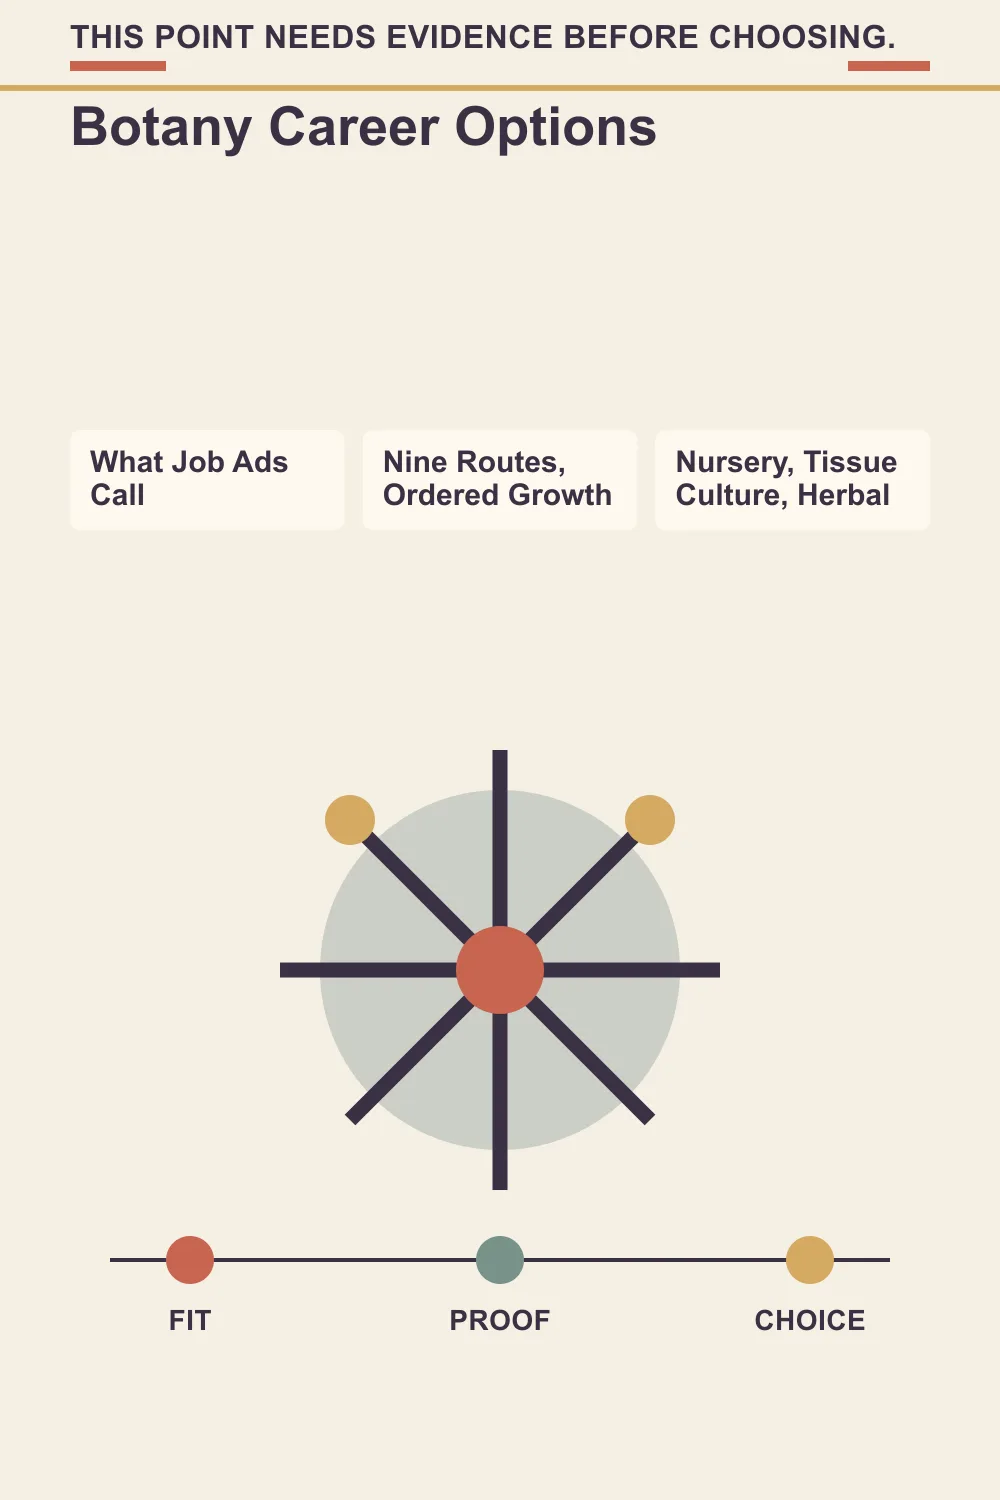 THIS POINT NEEDS EVIDENCE BEFORE CHOOSING.
Botany Career Options
What Job Ads
Call
Nine Routes,
Ordered Growth
Nursery, Tissue
Culture, Herbal
FIT
PROOF
CHOICE